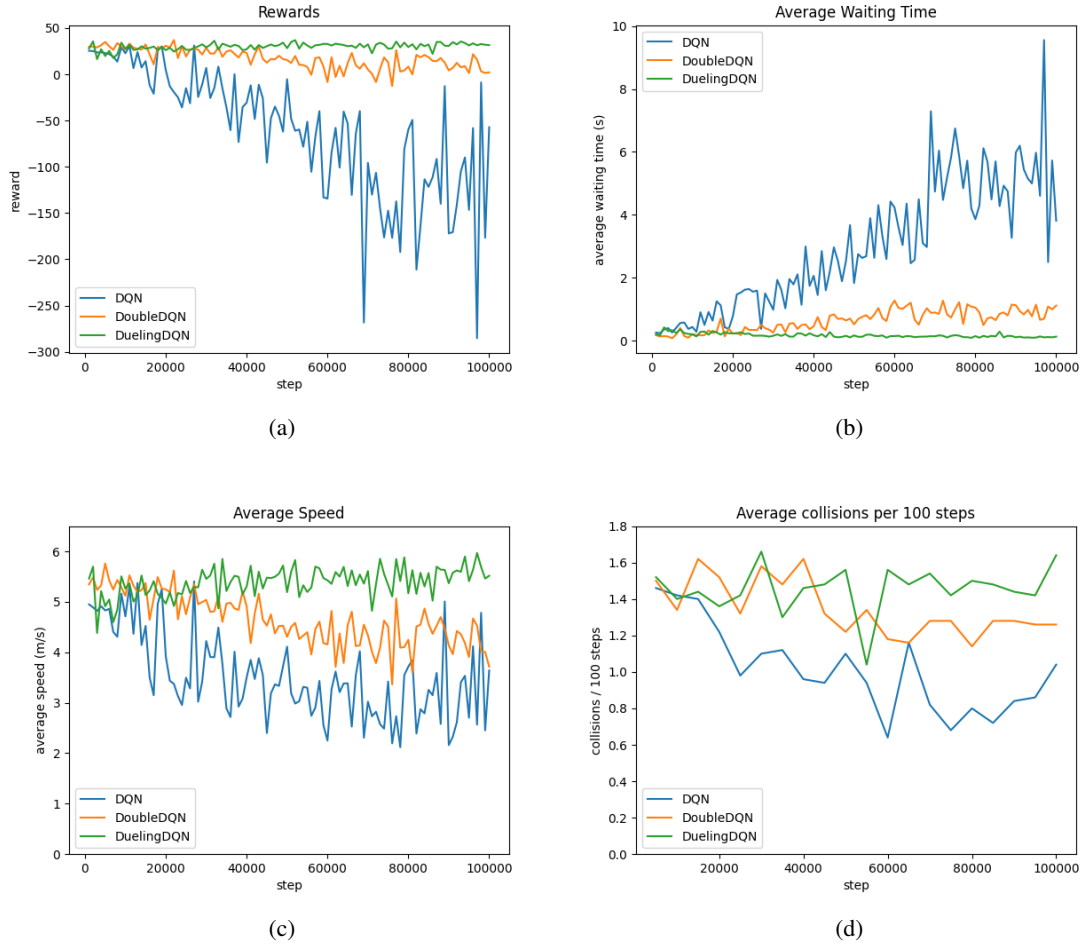 Rewards
50
0
−50
−100
−150
−200
−250
−300
reward
DQN
DoubleDQN
DuelingDQN
0
20000
40000
60000
80000
100000
step
(a)
Average Waiting Time
10
8
6
4
2
0
average waiting time (s)
DQN
DoubleDQN
DuelingDQN
0
20000
40000
60000
80000
100000
step
(b)
Average Speed
6
5
4
3
2
1
0
average speed (m/s)
DQN
DoubleDQN
DuelingDQN
0
20000
40000
60000
80000
100000
step
(c)
Average collisions per 100 steps
1.8
1.6
1.4
1.2
1.0
0.8
0.6
0.4
0.2
0.0
collisions / 100 steps
DQN
DoubleDQN
DuelingDQN
20000
40000
60000
80000
100000
step
(d)